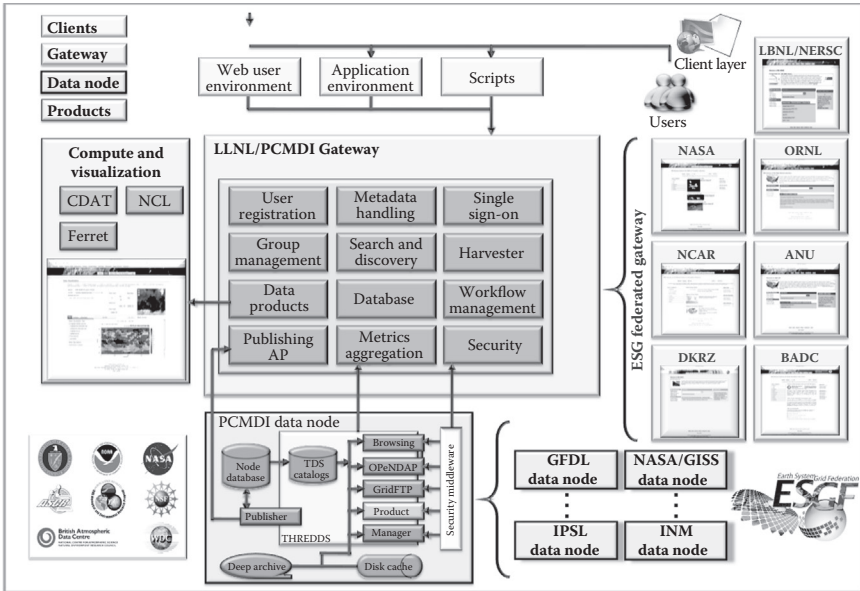 Clients
Gateway
Data node
Products
Web user
environment
Application
environment
Scripts
Client layer
Users
LBNL/NERSC
Compute and
visualization
CDAT
NCL
Ferret
LLNL/PCMDI Gateway
User
registration
Metadata
handling
Single
sign-on
Group
management
Search and
discovery
Harvester
Data
products
Database
Workflow
management
Publishing
AP
Metrics
aggregation
Security
ESG federated gateway
NASA
ORNL
NCAR
ANU
DKRZ
BADC
PCMDI data node
Node
database
TDS
catalogs
Publisher
THREDDS
Browsing
OPeNDAP
GridFTP
Product
Manager
Security middleware
Deep archive
Disk cache
GFDL
data node
NASA/GISS
data node
IPSL
data node
INM
data node
Earth System Grid Federation
ESGF
NASA
British Atmospheric
Data Centre
WDC